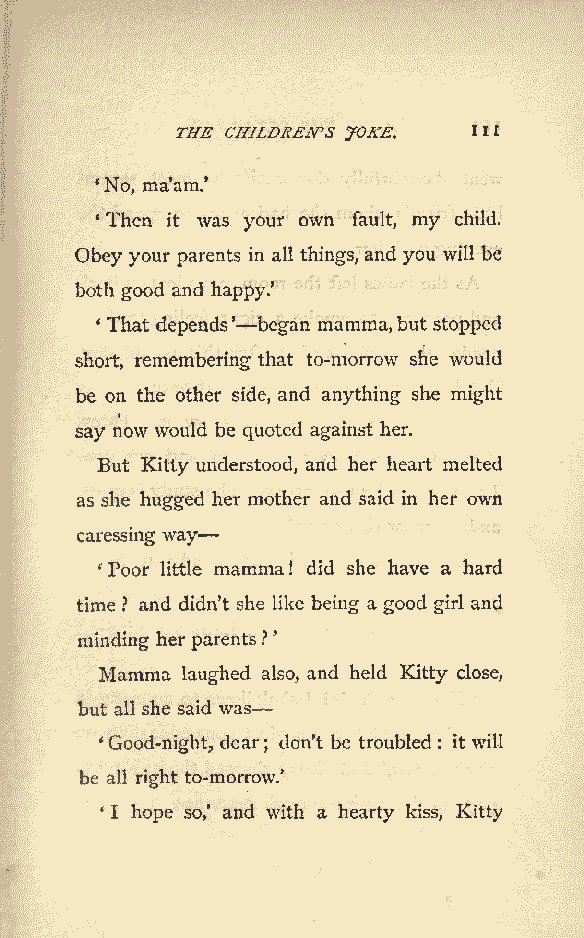 THE CHILDREN'S JOKE. 111
'No, ma'am.'
'Then it was your own fault, my child.
Obey your parents in all things, and you will be
both good and happy.'
'That depends'—began mamma, but stopped
short, remembering that to-morrow she would
be on the other side, and anything she might
say now would be quoted against her.
But Kitty understood, and her heart melted
as she hugged her mother and said in her own
caressing way—
'Poor little mamma! did she have a hard
time? and didn't she like being a good girl and
minding her parents?'
Mamma laughed also, and held Kitty close,
but all she said was—
'Good-night, dear; don't be troubled: it will
be all right to-morrow.'
'I hope so,' and with a hearty kiss, Kitty